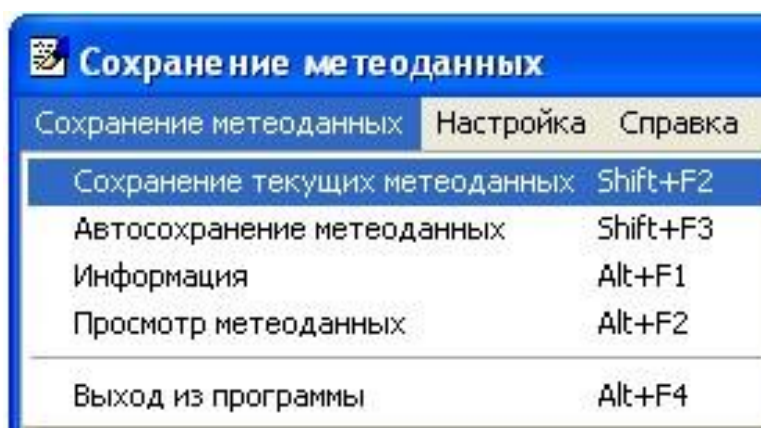 Сохранение метеоданных
Сохранение метеоданных Настройка Справка
Сохранение текущих метеоданных Shift+F2
Автосохранение метеоданных Shift+F3
Информация Alt+F1
Просмотр метеоданных Alt+F2
Выход из программы Alt+F4